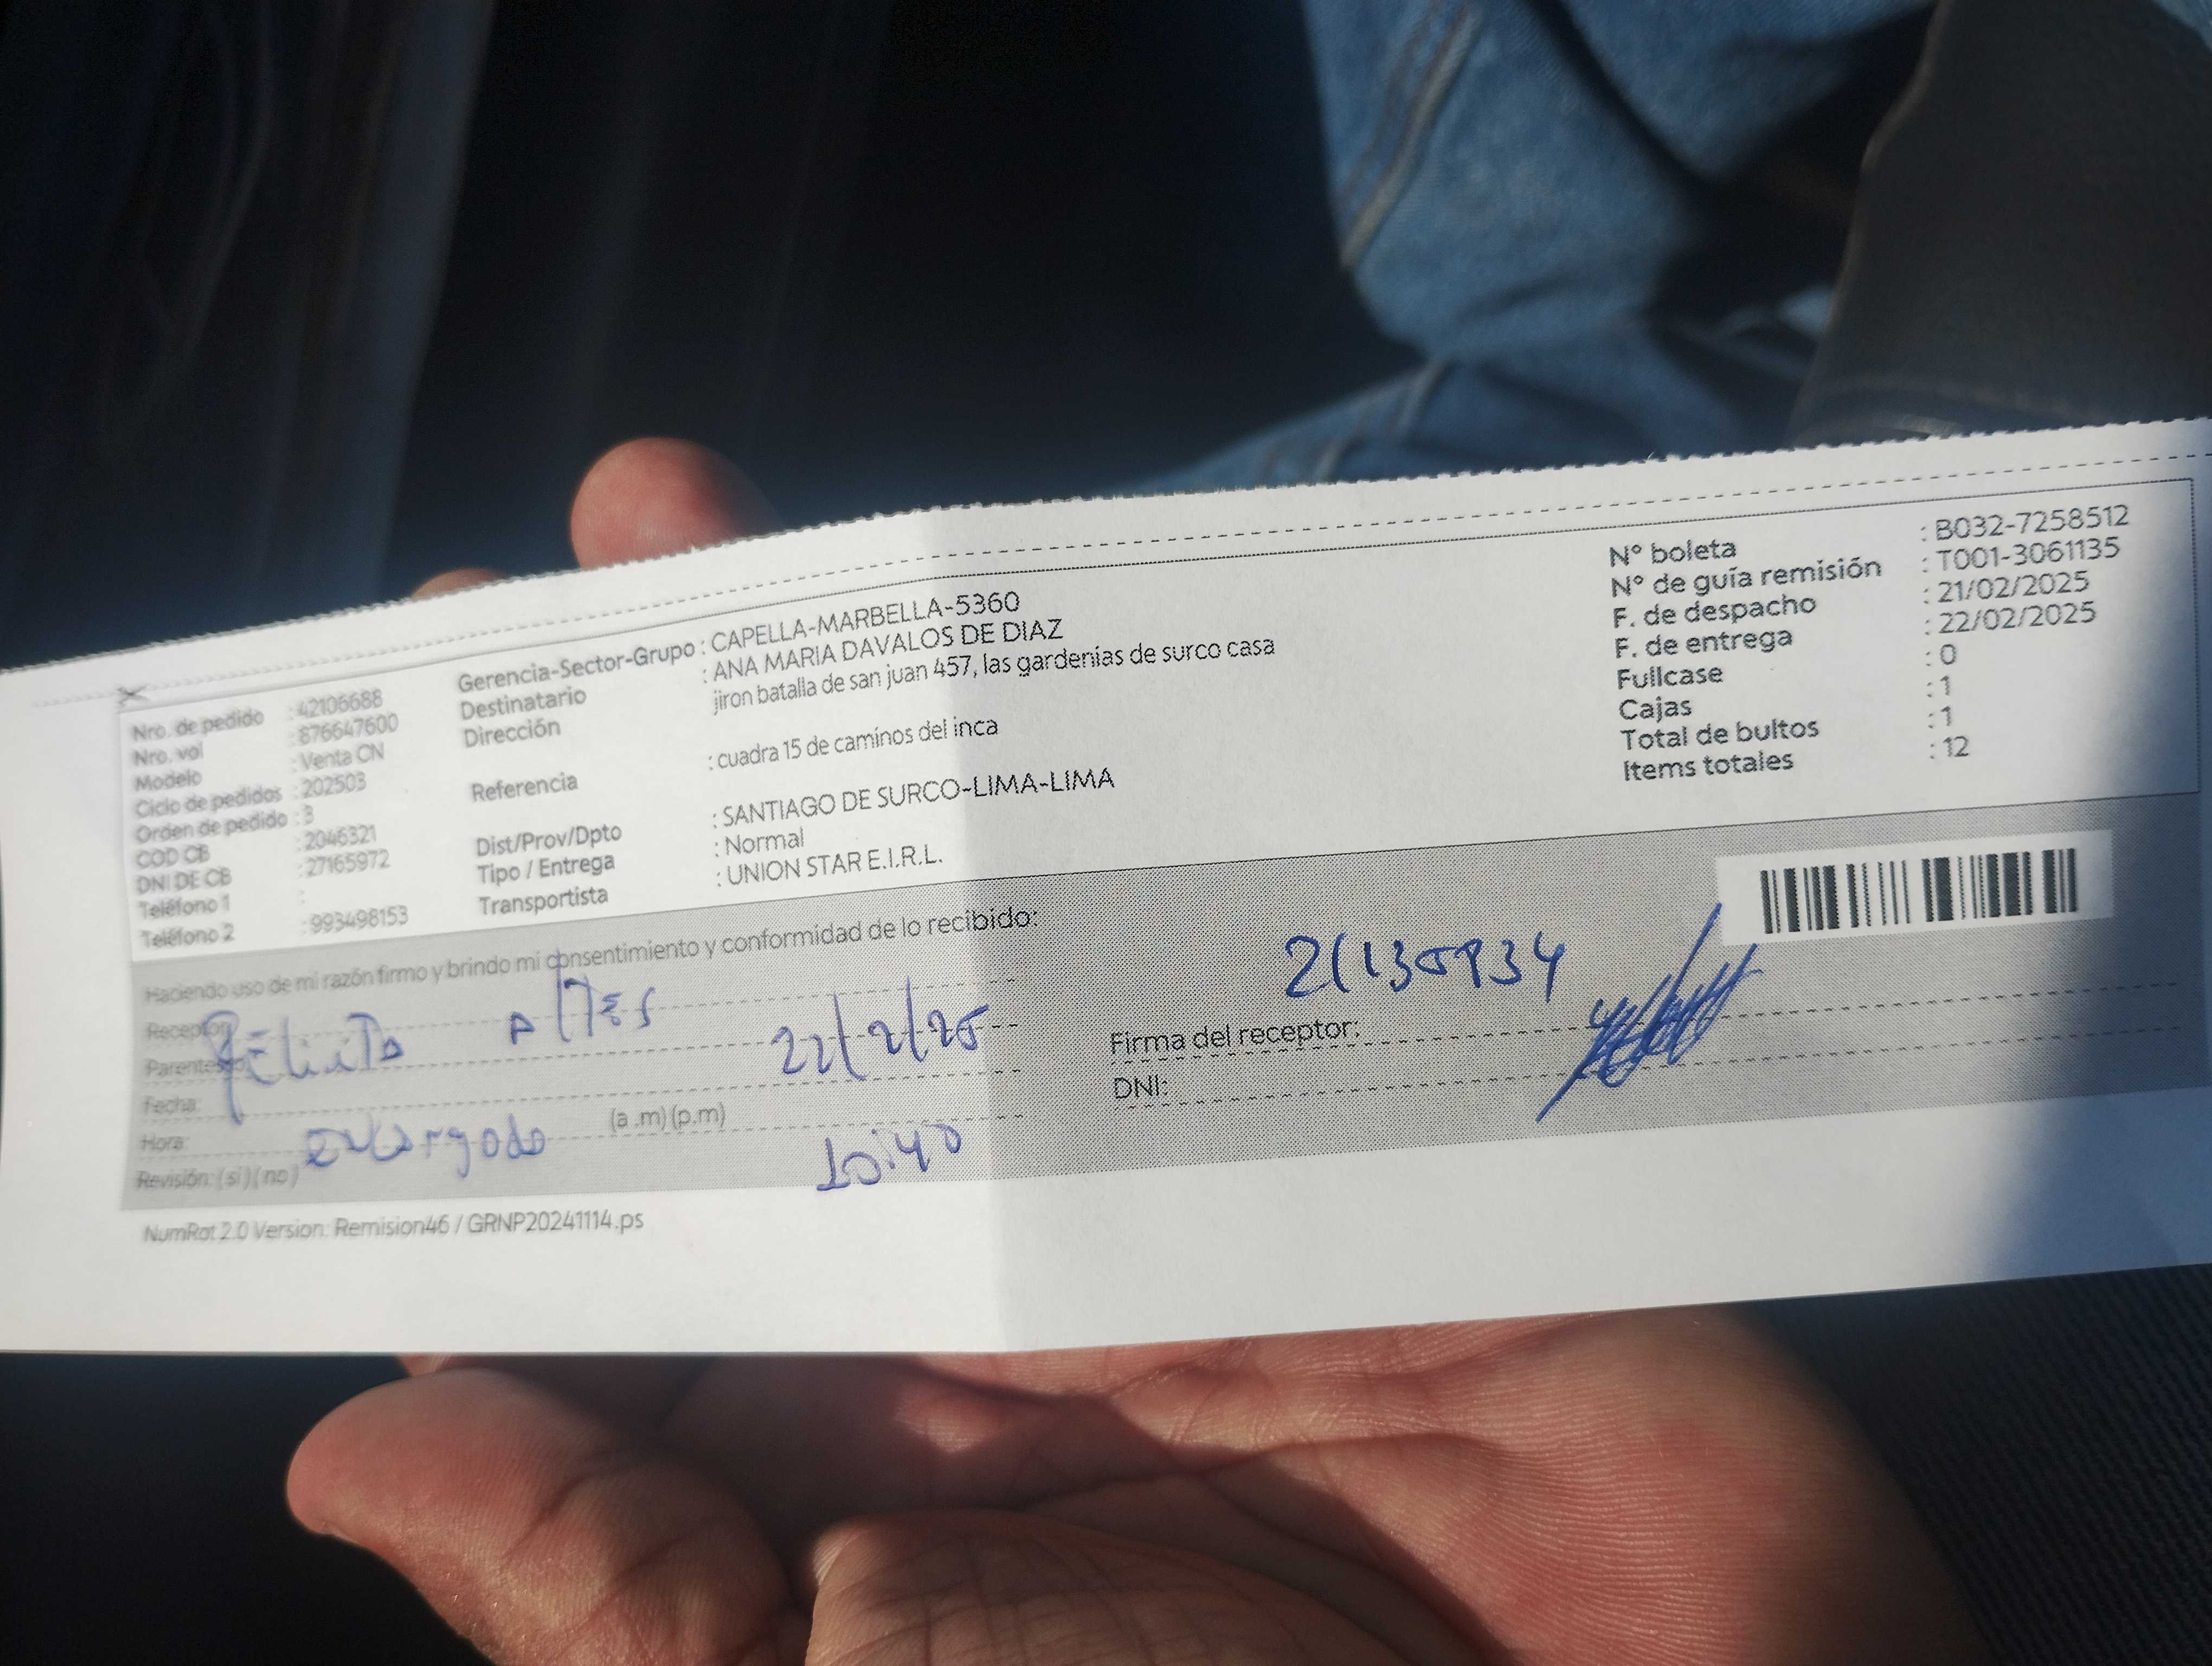 Nro. de pedido : 42106688
Nro. vol : 876647600
Modelo : Venta CN
Ciclo de pedidos : 202503
Orden de pedido : 3
COD CB : 2046321
DNI DE CB : 27165972
Teléfono 1 :
Teléfono 2 : 993498153
Gerencia-Sector-Grupo : CAPELLA-MARBELLA-5360
Destinatario : ANA MARIA DAVALOS DE DIAZ
Dirección jiron batalla de san juan 457, las gardenias de surco casa
Referencia : cuadra 15 de caminos del inca
Dist/Prov/Dpto : SANTIAGO DE SURCO-LIMA-LIMA
Tipo / Entrega : Normal
Transportista : UNION STAR E.I.R.L.
N° boleta : B032-7258512
N° de guía remisión : T001-3061135
F. de despacho : 21/02/2025
F. de entrega : 22/02/2025
Fullcase : 0
Cajas : 1
Total de bultos : 1
Items totales : 12
Haciendo uso de mi razón firmo y brindo mi consentimiento y conformidad de lo recibido:
Receptor:
Parentesco
Fecha: 22/2/25
Hora: (a .m) (p.m) 10:40
Revisión: (si) (no) encargado
Firma del receptor:
DNI:
NumRot 2.0 Version: Remision46 / GRNP20241114.ps